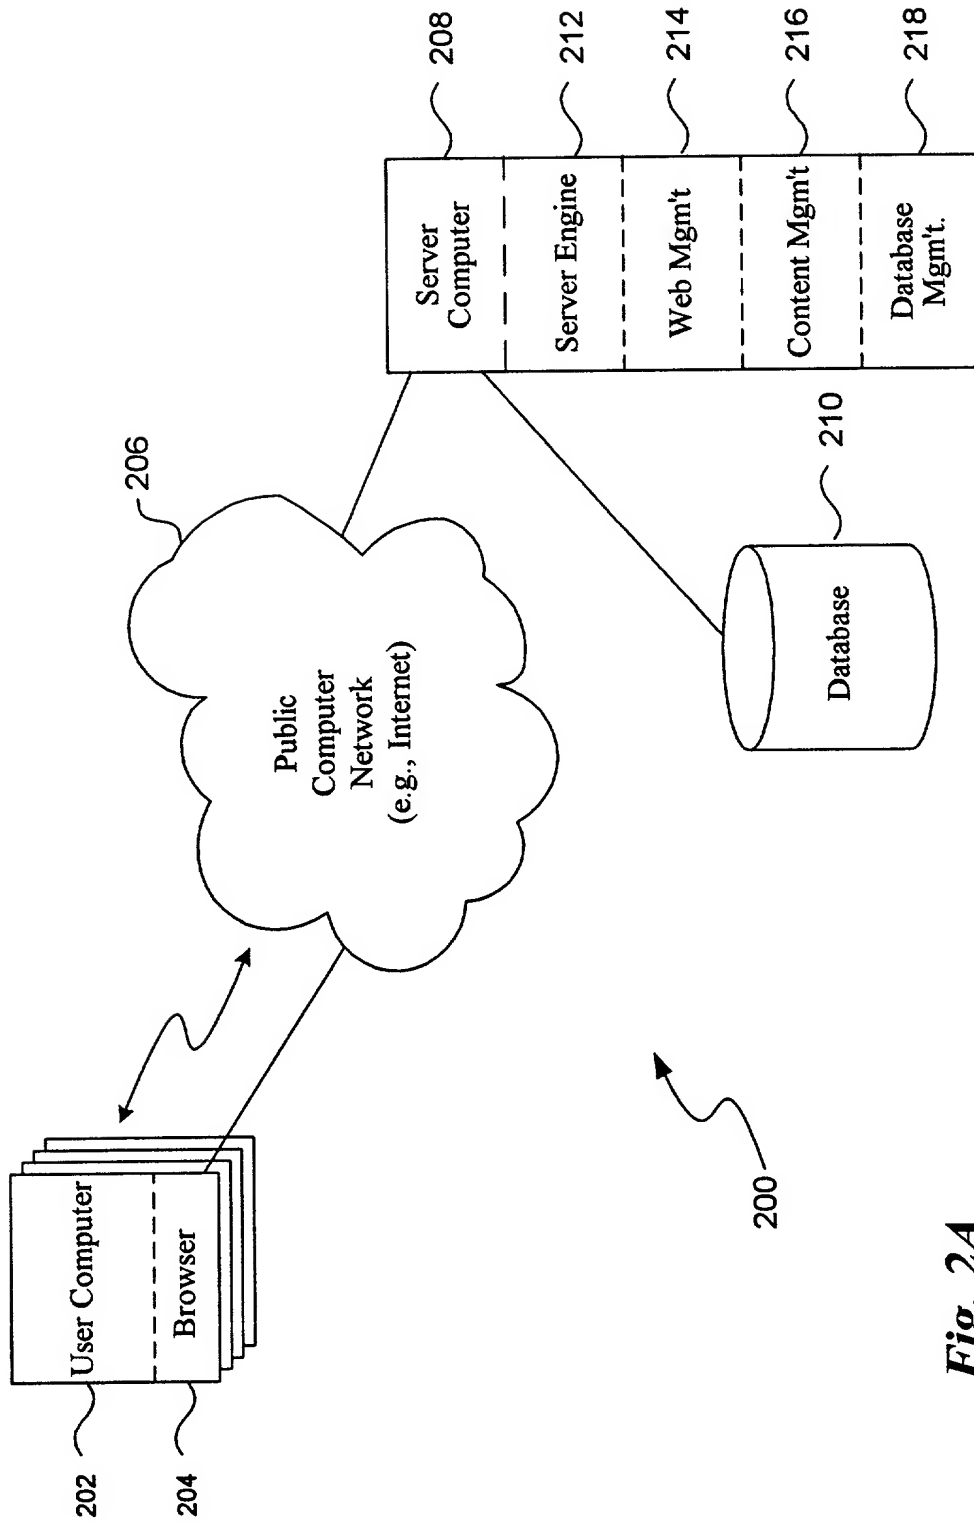 202
User Computer
204
Browser
206
Public
Computer
Network
(e.g., Internet)
Server
Computer
208
Server Engine
212
Web Mgm't
214
Content Mgm't
216
Database
Mgm't.
218
Database
210
200
Fig. 2A